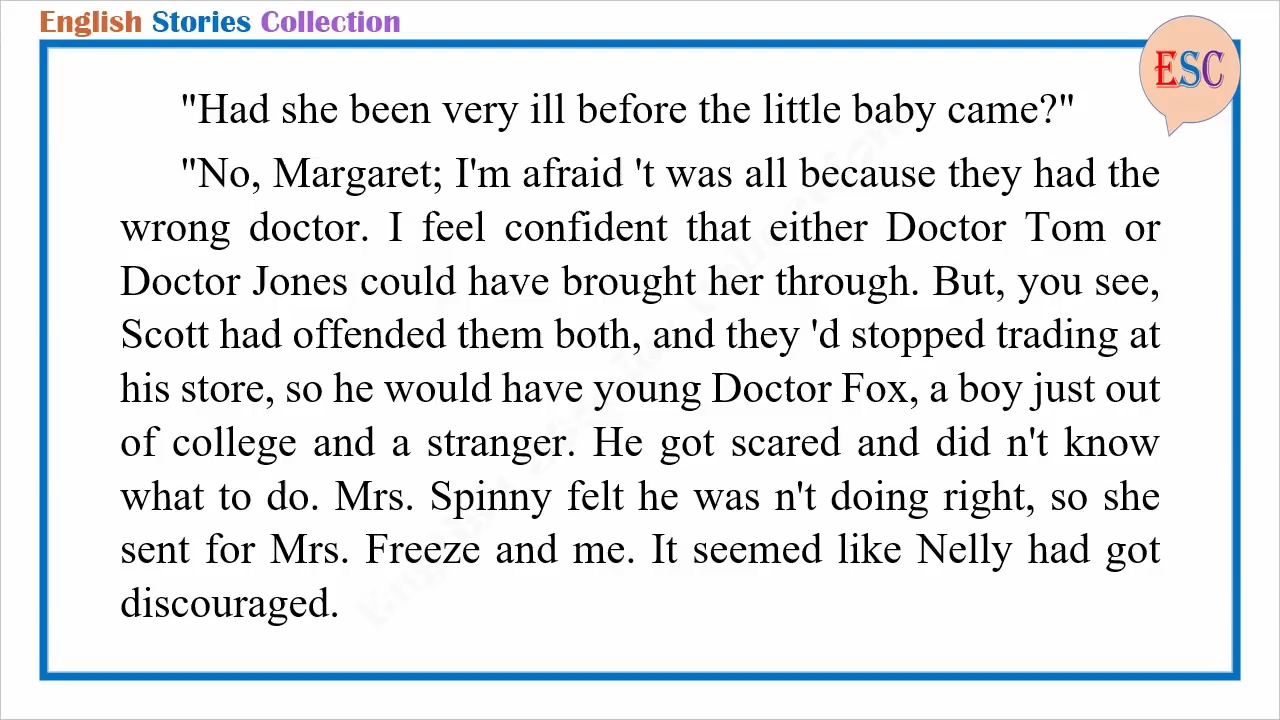 English Stories Collection
ESC
"Had she been very ill before the little baby came?"
"No, Margaret; I'm afraid 't was all because they had the
wrong doctor. I feel confident that either Doctor Tom or
Doctor Jones could have brought her through. But, you see,
Scott had offended them both, and they 'd stopped trading at
his store, so he would have young Doctor Fox, a boy just out
of college and a stranger. He got scared and did n't know
what to do. Mrs. Spinny felt he was n't doing right, so she
sent for Mrs. Freeze and me. It seemed like Nelly had got
discouraged.